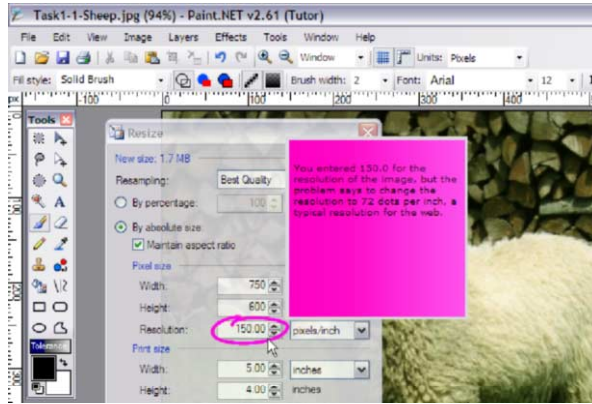 Task1-1-Sheep.jpg (94%) - Paint.NET v2.61 (Tutor)
File Edit View Image Layers Effects Tools Window Help
Window Units: Pixels
Fill style: Solid Brush Brush width: 2 Font: Arial 12
px -100 0 100 200 300 400
Tools
Resize
New size: 1.7 MB
Resampling: Best Quality
By percentage: 100
By absolute size
Maintain aspect ratio
Pixel size
Width: 750
Height: 600
Resolution: 150.00 pixels/inch
Print size
Width: 5.00 inches
Height: 4.00 inches
You entered 150.0 for the
resolution of the image, but the
problem says to change the
resolution to 72 dots per inch, a
typical resolution for the web.
Tolerance